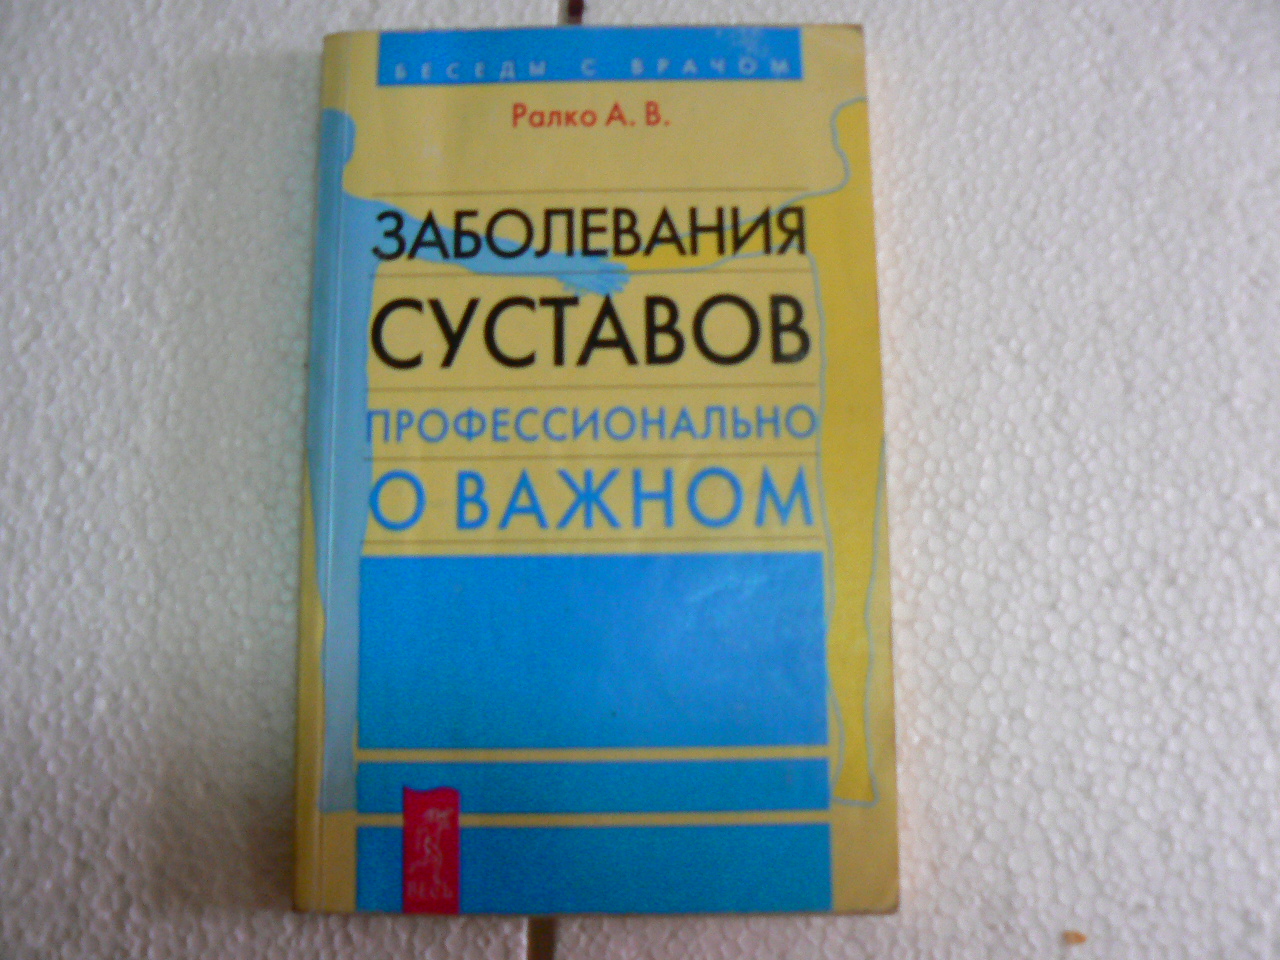 БЕСЕДЫ С ВРАЧОМ
Ралко А. В.
ЗАБОЛЕВАНИЯ
СУСТАВОВ
ПРОФЕССИОНАЛЬНО
О ВАЖНОМ
ВЕСЬ